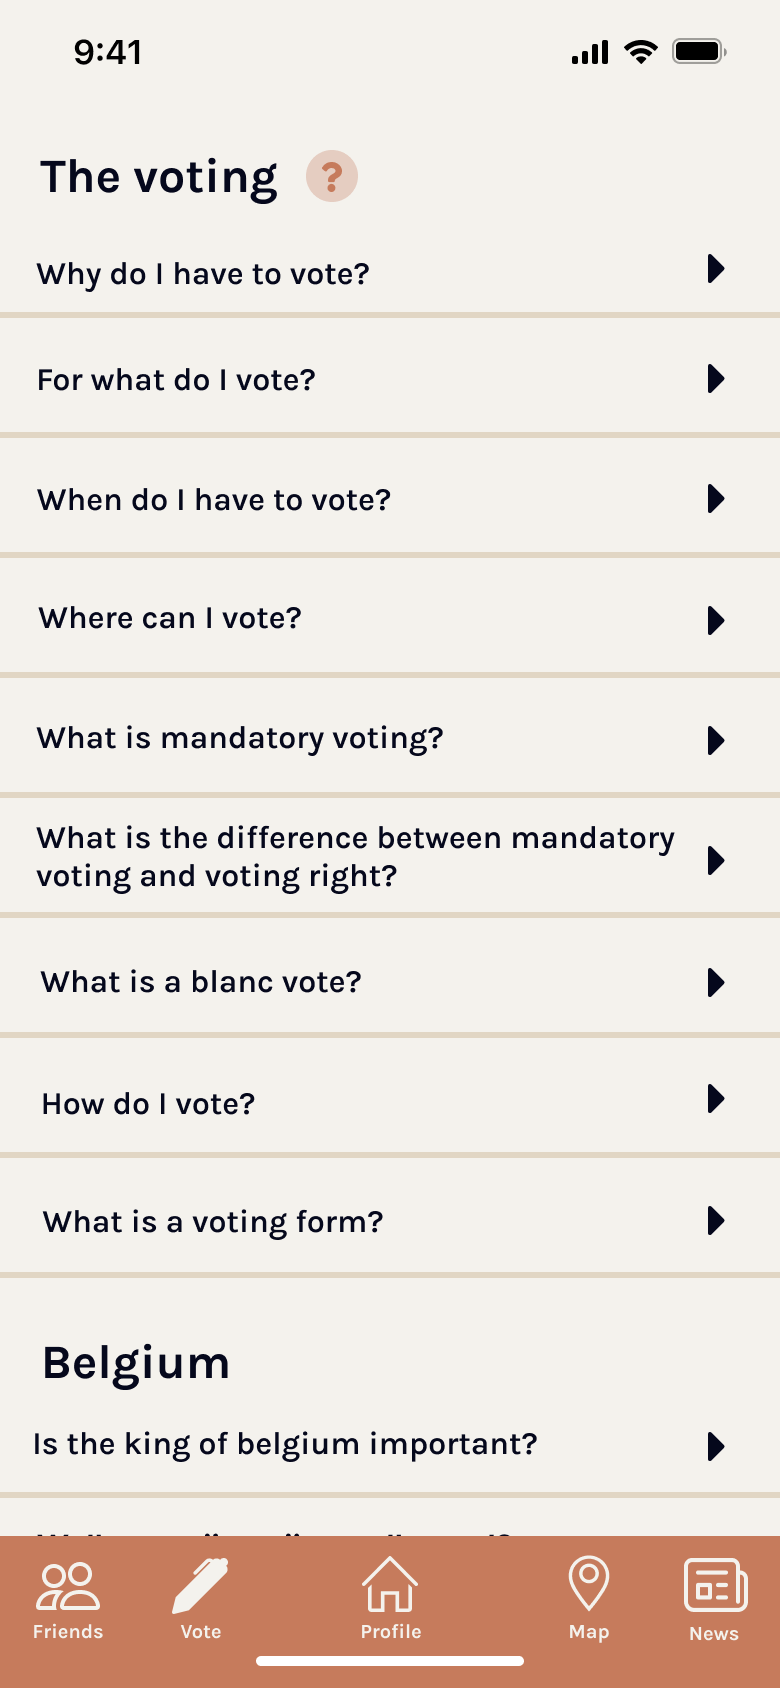 9:41
The voting ?
Why do I have to vote?
For what do I vote?
When do I have to vote?
Where can I vote?
What is mandatory voting?
What is the difference between mandatory
voting and voting right?
What is a blanc vote?
How do I vote?
What is a voting form?
Belgium
Is the king of belgium important?
Friends Vote Profile Map News